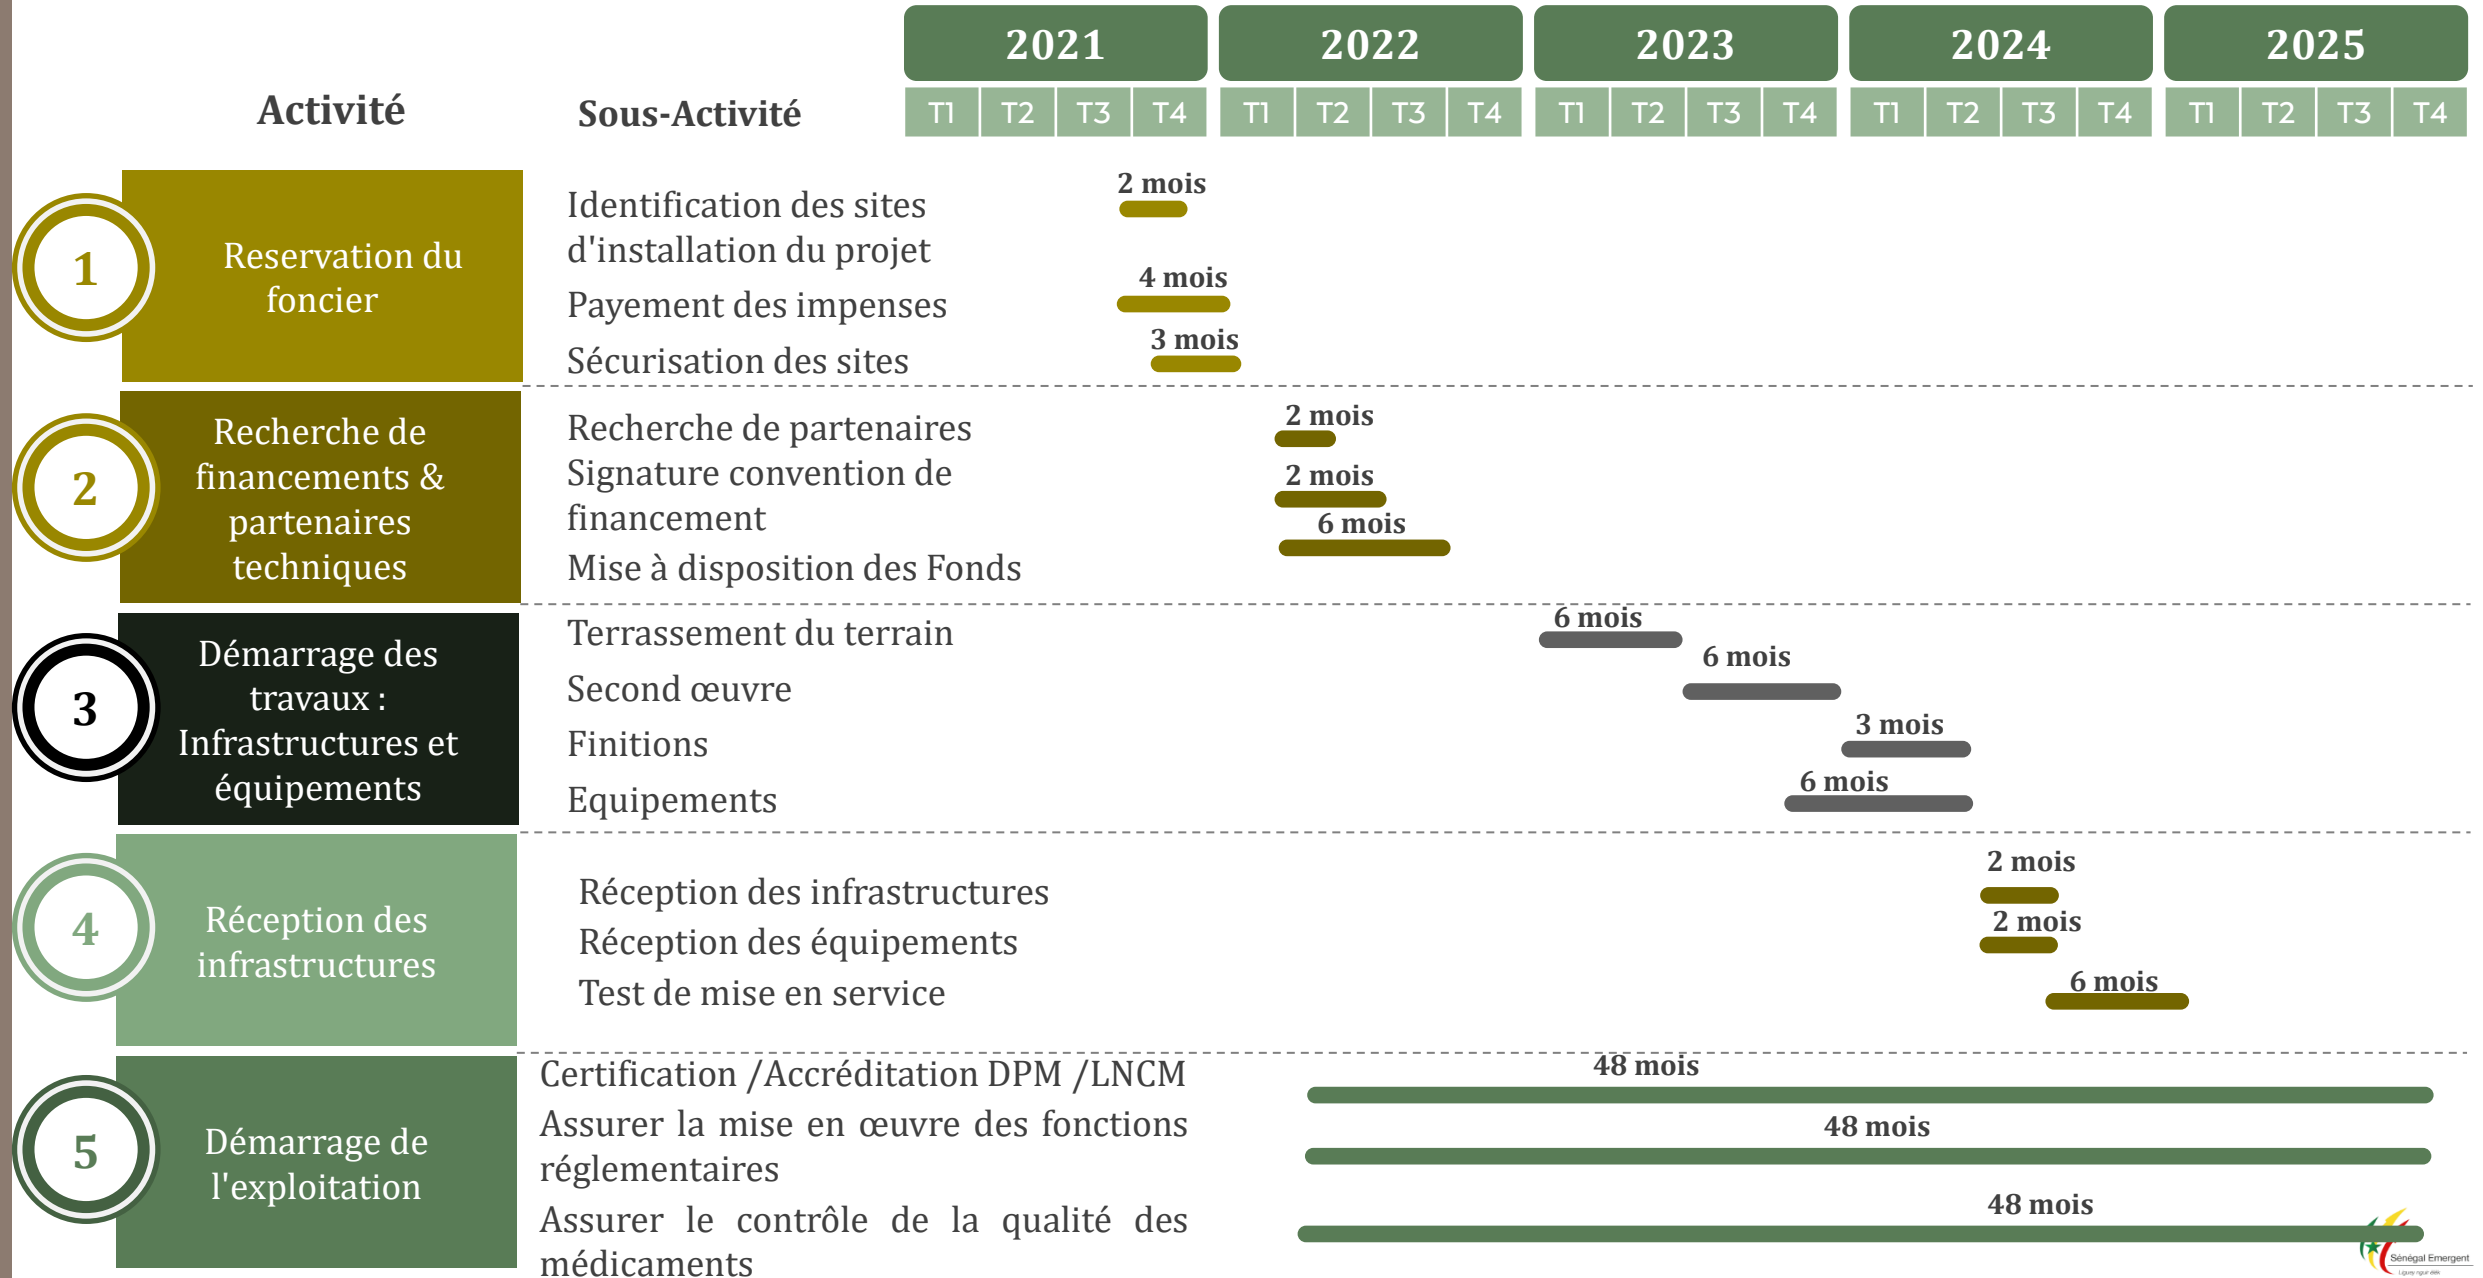 2021 2022 2023 2024 2025
Activité Sous-Activité T1 T2 T3 T4 T1 T2 T3 T4 T1 T2 T3 T4 T1 T2 T3 T4 T1 T2 T3 T4
1
Reservation du
foncier
Identification des sites
d'installation du projet
2 mois
Payement des impenses
4 mois
Sécurisation des sites
3 mois
2
Recherche de
financements &
partenaires
techniques
Recherche de partenaires
2 mois
Signature convention de
financement
2 mois
Mise à disposition des Fonds
6 mois
3
Démarrage des
travaux :
Infrastructures et
équipements
Terrassement du terrain
6 mois
Second œuvre
6 mois
Finitions
3 mois
Equipements
6 mois
4
Réception des
infrastructures
Réception des infrastructures
2 mois
Réception des équipements
2 mois
Test de mise en service
6 mois
5
Démarrage de
l'exploitation
Certification /Accréditation DPM /LNCM
48 mois
Assurer la mise en œuvre des fonctions
réglementaires
48 mois
Assurer le contrôle de la qualité des
médicaments
48 mois
Sénégal Emergent